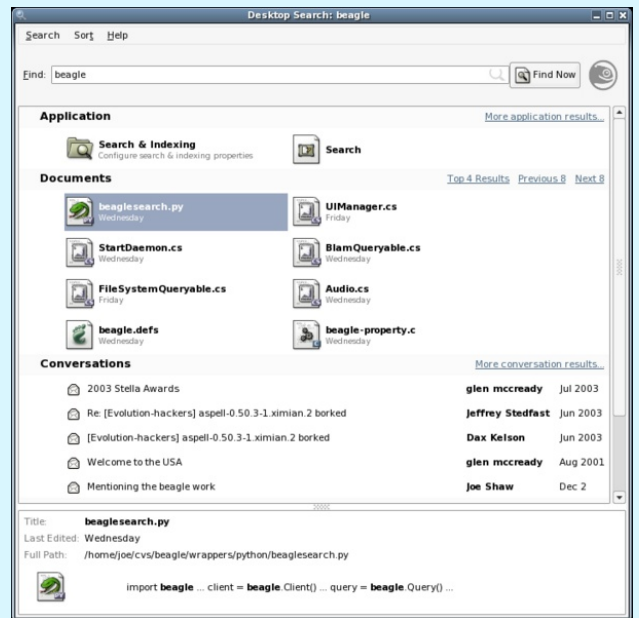 Desktop Search: beagle
Search Sort Help
Find: beagle Find Now
Application More application results...
Search & Indexing
Configure search & indexing properties
Search
Documents Top 4 Results Previous 8 Next 8
beaglesearch.py
Wednesday
UIManager.cs
Friday
StartDaemon.cs
Wednesday
BlamQueryable.cs
Wednesday
FileSystemQueryable.cs
Friday
Audio.cs
Wednesday
beagle.defs
Wednesday
beagle-property.c
Wednesday
Conversations More conversation results...
2003 Stella Awards glen mccready Jul 2003
Re: [Evolution-hackers] aspell-0.50.3-1.ximian.2 borked Jeffrey Stedfast Jun 2003
[Evolution-hackers] aspell-0.50.3-1.ximian.2 borked Dax Kelson Jun 2003
Welcome to the USA glen mccready Aug 2001
Mentioning the beagle work Joe Shaw Dec 2
Title: beaglesearch.py
Last Edited: Wednesday
Full Path: /home/joe/cvs/beagle/wrappers/python/beaglesearch.py
import beagle ... client = beagle.Client() ... query = beagle.Query() ...